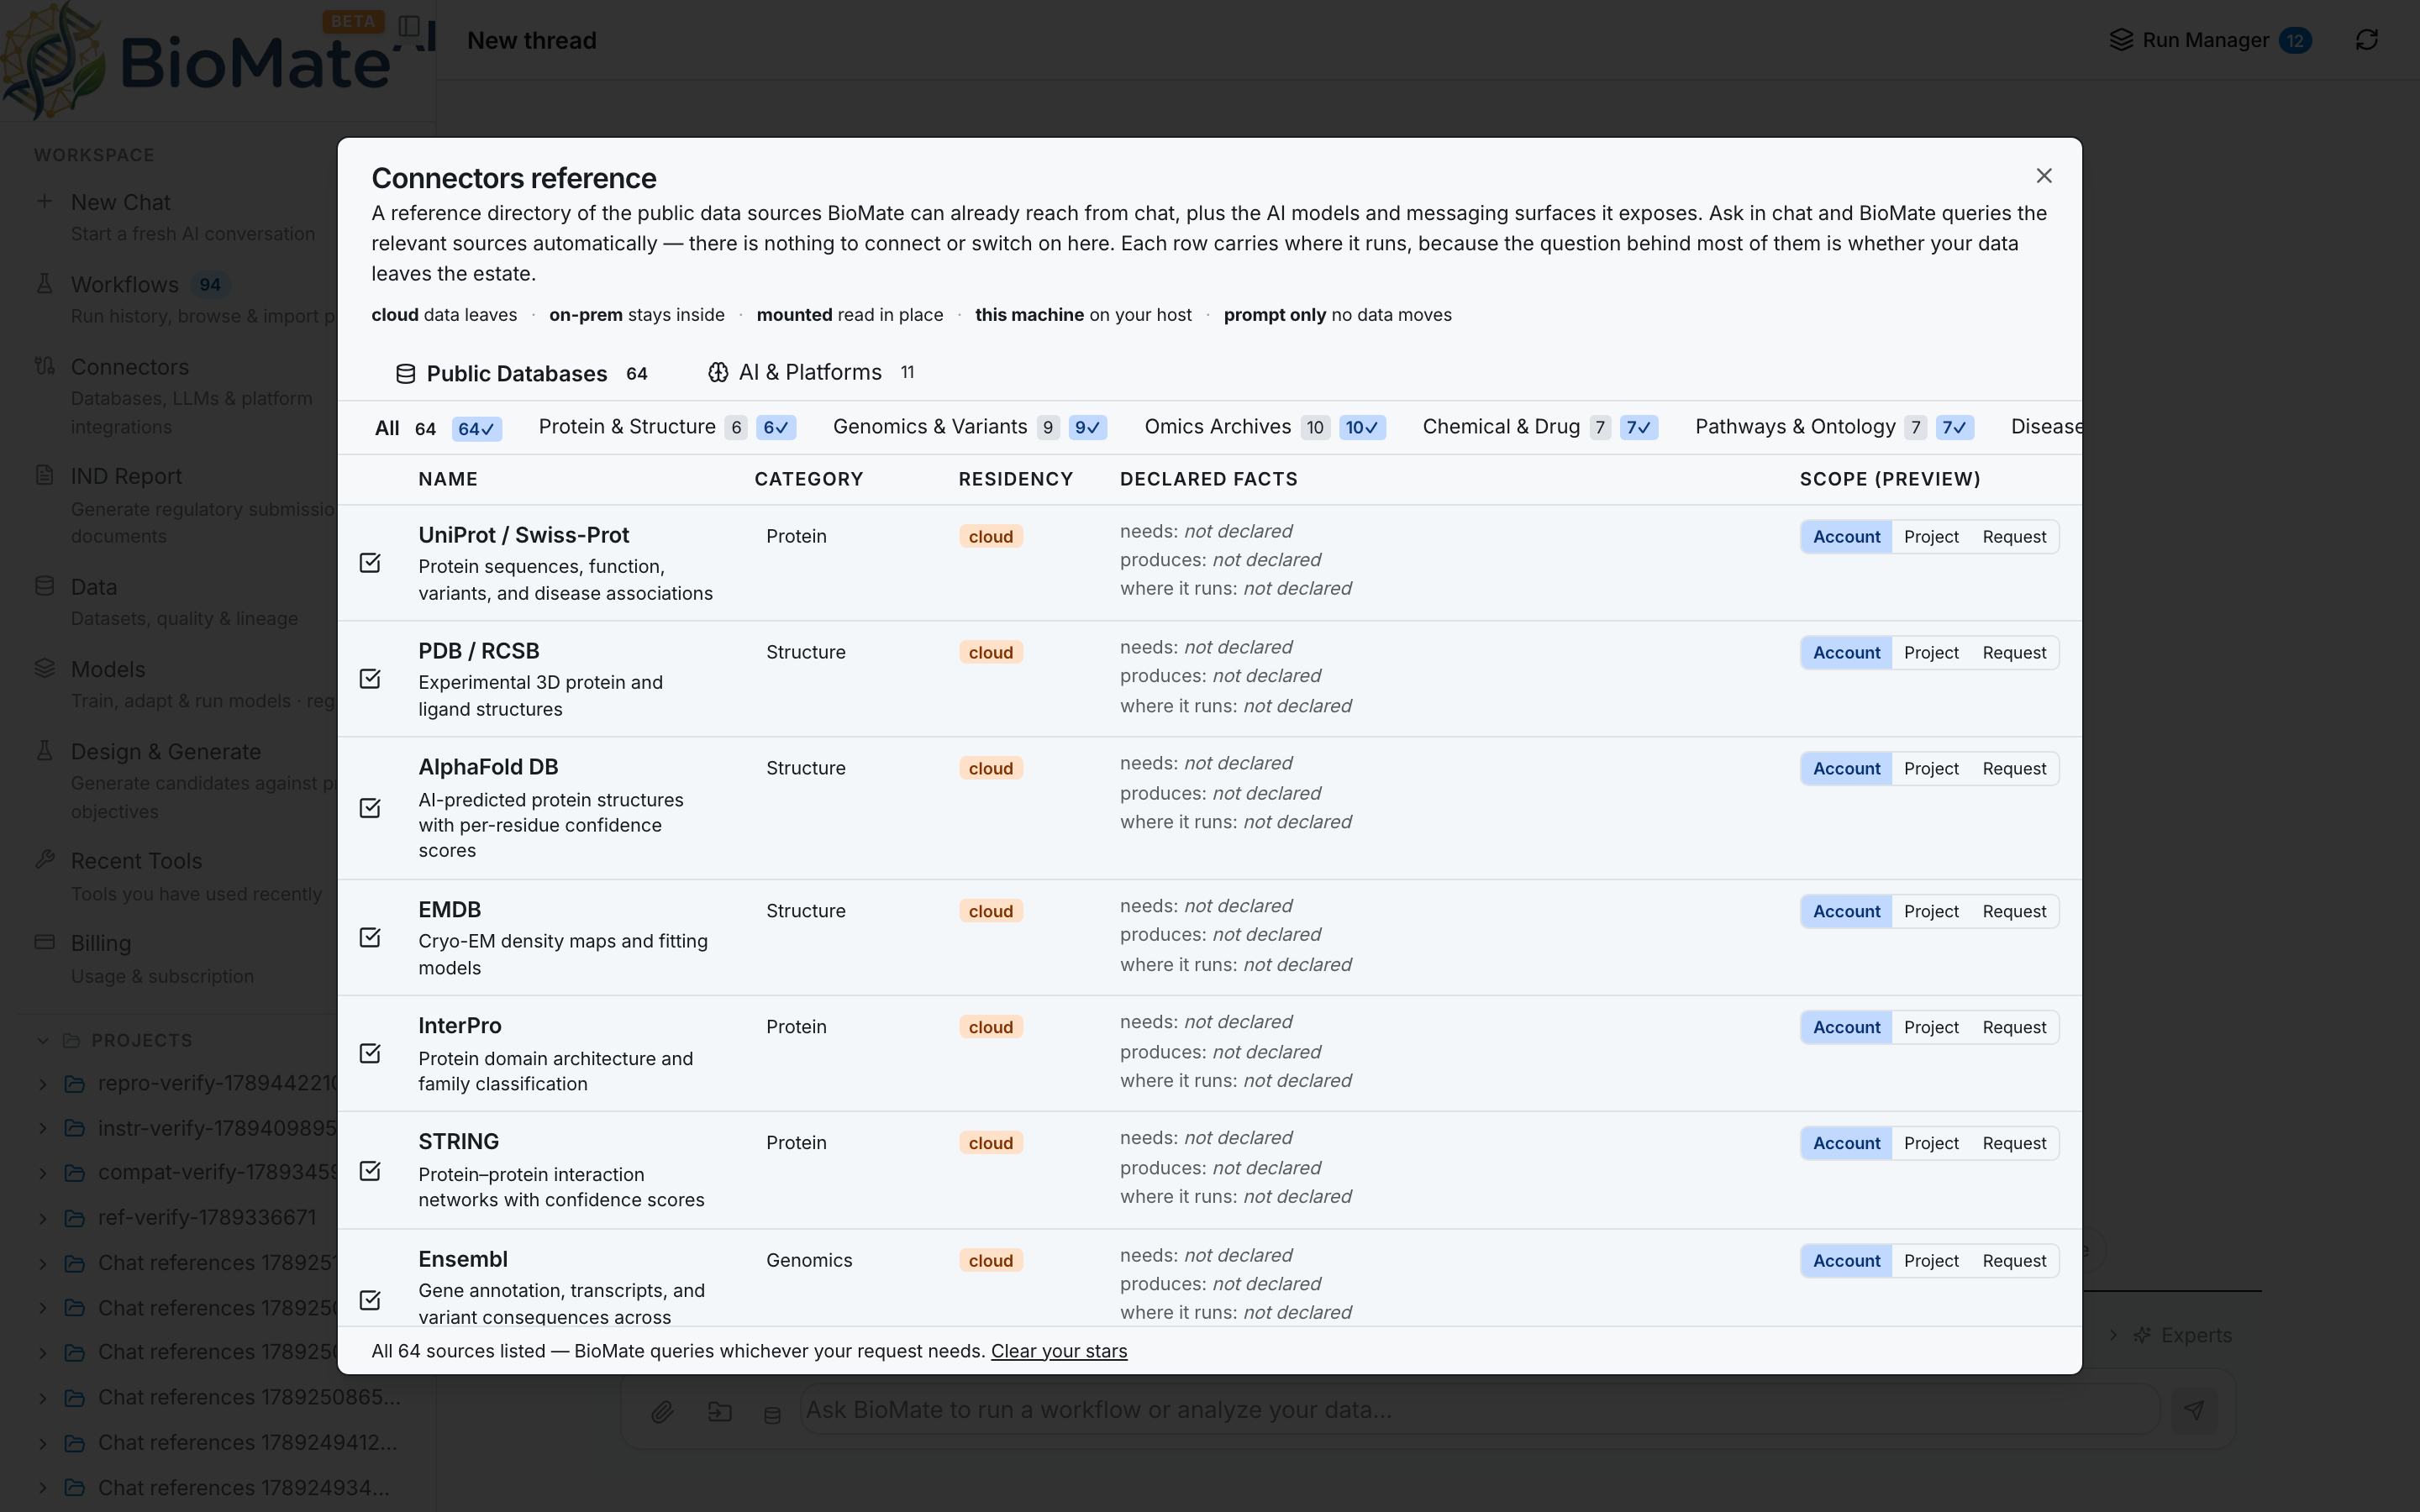 BETA
BioMate
New thread
Run Manager 12
WORKSPACE
New Chat
Start a fresh AI conversation
Workflows 94
Run history, browse & import p
Connectors
Databases, LLMs & platform
integrations
IND Report
Generate regulatory submissio
documents
Data
Datasets, quality & lineage
Models
Train, adapt & run models · reg
Design & Generate
Generate candidates against p
objectives
Recent Tools
Tools you have used recently
Billing
Usage & subscription
PROJECTS
repro-verify-1789442210
instr-verify-1789409895
compat-verify-17893459
ref-verify-1789336671
Chat references 178925
Chat references 178925
Chat references 178925
Chat references 1789250865...
Chat references 1789249412...
Chat references 178924934...
Connectors reference
A reference directory of the public data sources BioMate can already reach from chat, plus the AI models and messaging surfaces it exposes. Ask in chat and BioMate queries the
relevant sources automatically — there is nothing to connect or switch on here. Each row carries where it runs, because the question behind most of them is whether your data
leaves the estate.
cloud data leaves · on-prem stays inside · mounted read in place · this machine on your host · prompt only no data moves
Public Databases 64 AI & Platforms 11
All 64 64✓ Protein & Structure 6 6✓ Genomics & Variants 9 9✓ Omics Archives 10 10✓ Chemical & Drug 7 7✓ Pathways & Ontology 7 7✓ Disease
NAME CATEGORY RESIDENCY DECLARED FACTS SCOPE (PREVIEW)
UniProt / Swiss-Prot
Protein sequences, function,
variants, and disease associations
Protein
cloud
needs: not declared
produces: not declared
where it runs: not declared
Account Project Request
PDB / RCSB
Experimental 3D protein and
ligand structures
Structure
cloud
needs: not declared
produces: not declared
where it runs: not declared
Account Project Request
AlphaFold DB
AI-predicted protein structures
with per-residue confidence
scores
Structure
cloud
needs: not declared
produces: not declared
where it runs: not declared
Account Project Request
EMDB
Cryo-EM density maps and fitting
models
Structure
cloud
needs: not declared
produces: not declared
where it runs: not declared
Account Project Request
InterPro
Protein domain architecture and
family classification
Protein
cloud
needs: not declared
produces: not declared
where it runs: not declared
Account Project Request
STRING
Protein–protein interaction
networks with confidence scores
Protein
cloud
needs: not declared
produces: not declared
where it runs: not declared
Account Project Request
Ensembl
Gene annotation, transcripts, and
variant consequences across
Genomics
cloud
needs: not declared
produces: not declared
where it runs: not declared
Account Project Request
All 64 sources listed — BioMate queries whichever your request needs. Clear your stars
Experts
Ask BioMate to run a workflow or analyze your data...